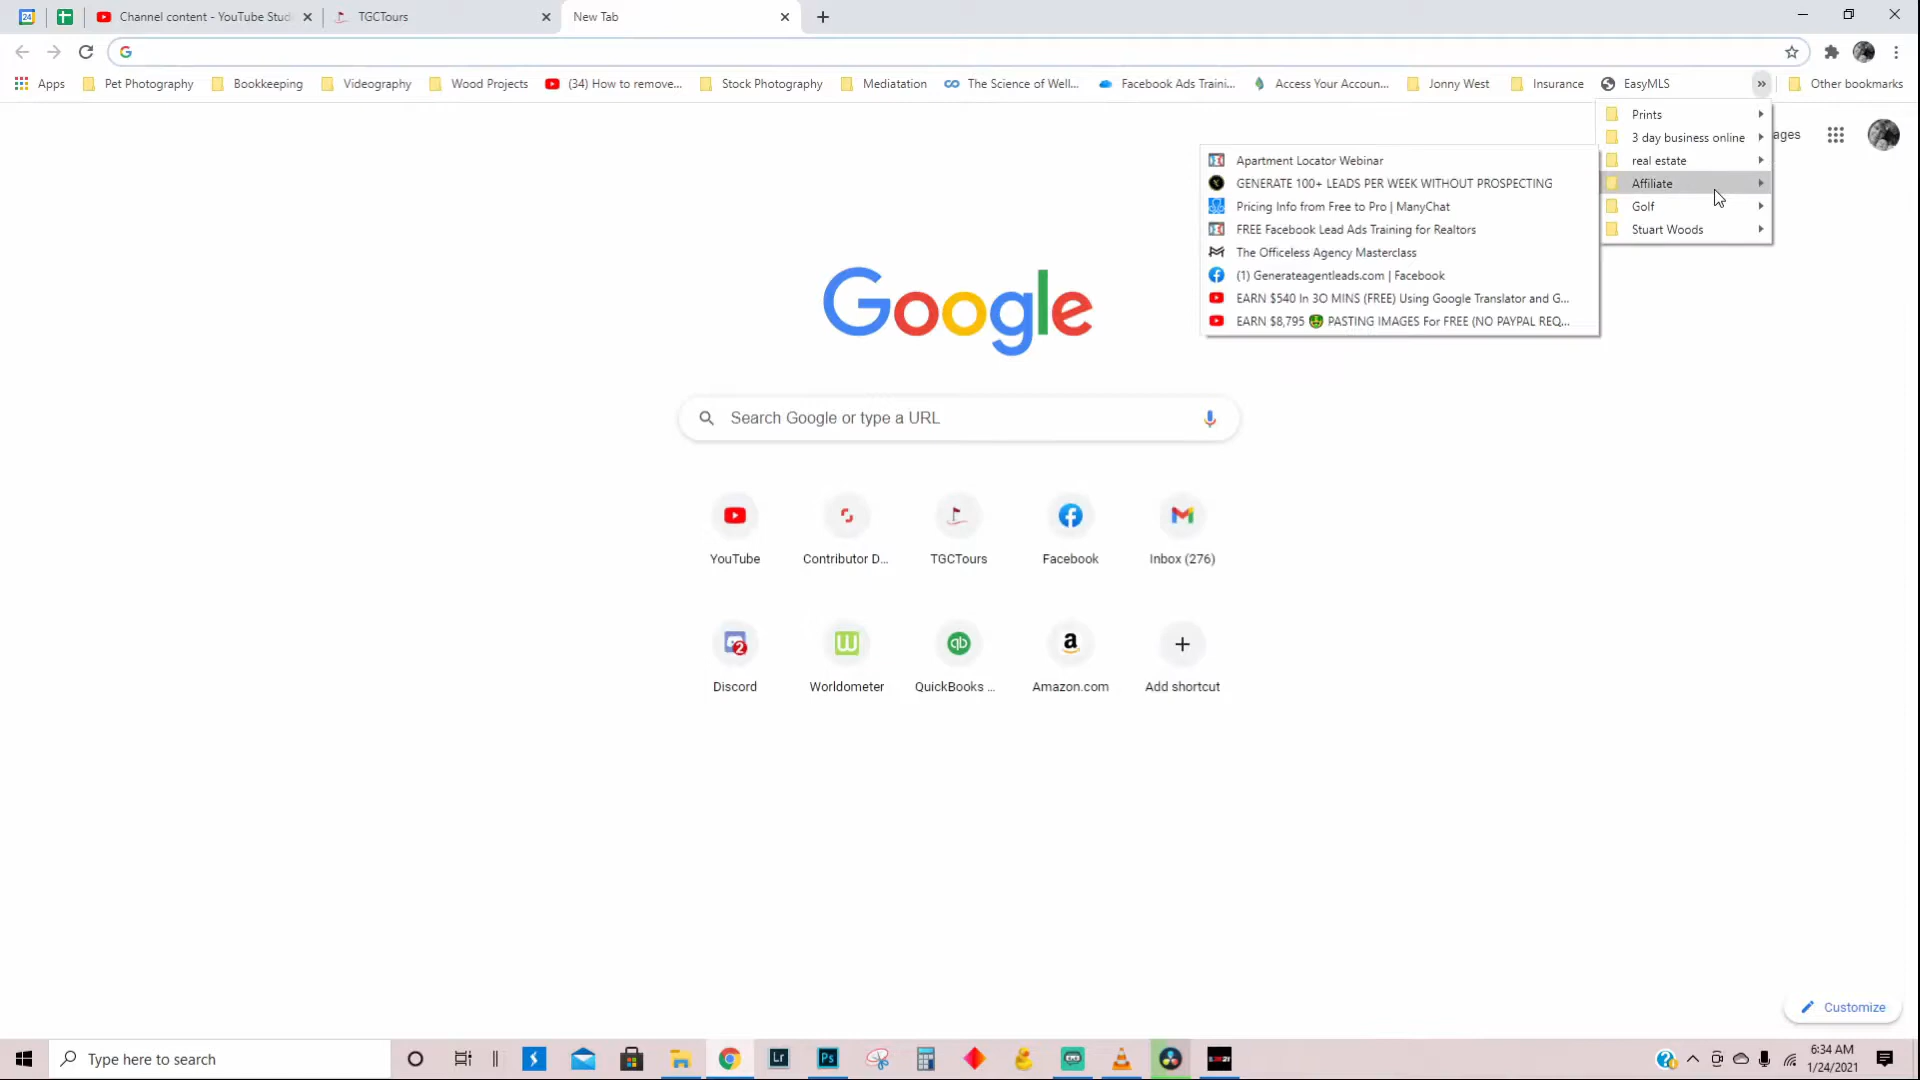 24
Channel content - YouTube Stud
TGCTours
New Tab
Apps
Pet Photography
Bookkeeping
Videography
Wood Projects
(34) How to remove...
Stock Photography
Mediatation
The Science of Well...
Facebook Ads Traini...
Access Your Accoun...
Jonny West
Insurance
EasyMLS
»
Other bookmarks
Prints
3 day business online
real estate
Affiliate
Golf
Stuart Woods
ages
Apartment Locator Webinar
GENERATE 100+ LEADS PER WEEK WITHOUT PROSPECTING
Pricing Info from Free to Pro | ManyChat
FREE Facebook Lead Ads Training for Realtors
The Officeless Agency Masterclass
(1) Generateagentleads.com | Facebook
EARN $540 In 3O MINS (FREE) Using Google Translator and G...
EARN $8,795 🤑 PASTING IMAGES For FREE (NO PAYPAL REQ...
Google
Search Google or type a URL
YouTube
Contributor D...
TGCTours
Facebook
Inbox (276)
2
W
qb
a
Discord
Worldometer
QuickBooks ...
Amazon.com
Add shortcut
Customize
Type here to search
Lr
Ps
6:34 AM
1/24/2021